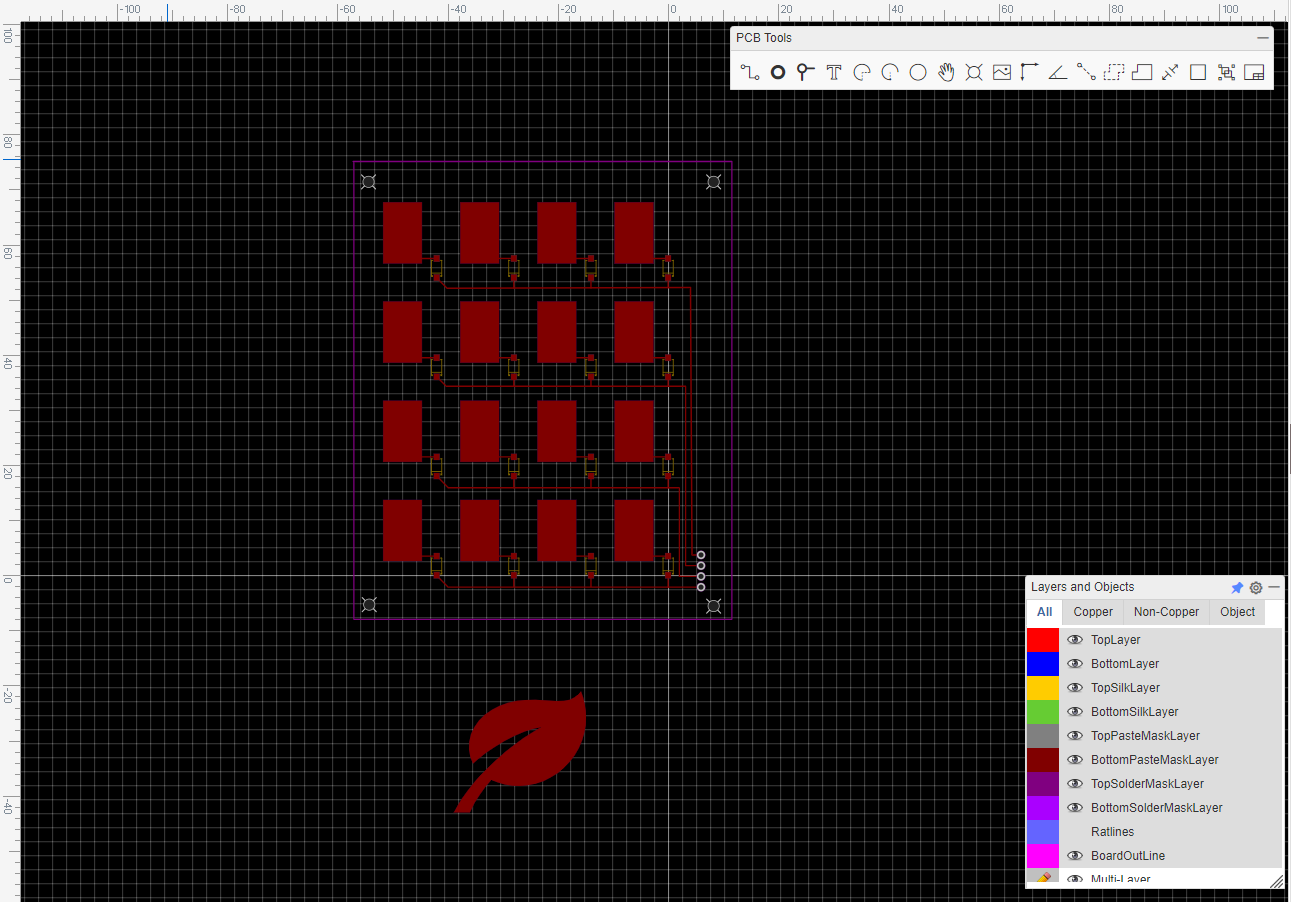 -100 -80 -60 -40 -20 0 20 40 60 80 100
100
80
60
40
20
0
-20
-40
PCB Tools
Layers and Objects
All Copper Non-Copper Object
TopLayer
BottomLayer
TopSilkLayer
BottomSilkLayer
TopPasteMaskLayer
BottomPasteMaskLayer
TopSolderMaskLayer
BottomSolderMaskLayer
Ratlines
BoardOutLine
Multi-Layer